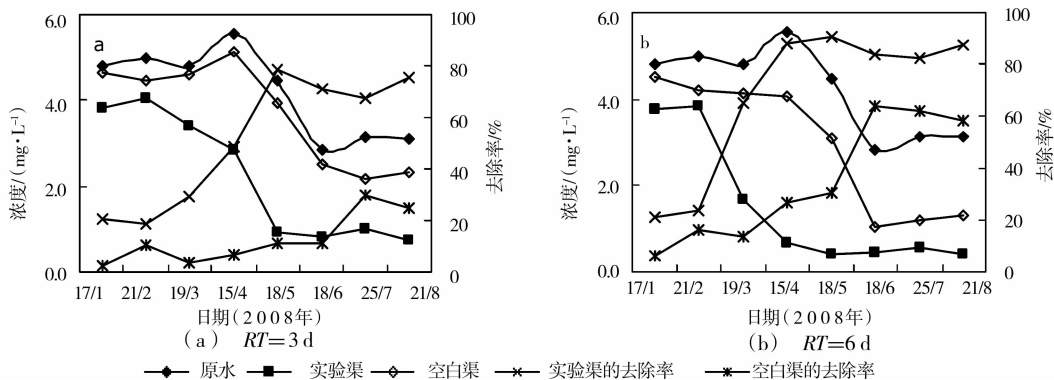 6.0
4.0
2.0
0.0
浓度/(mg·L⁻¹)
a
100
80
60
40
20
0
去除率/%
17/1 21/2 19/3 15/4 18/5 18/6 25/7 21/8
日期(2008年)
(a) RT=3 d
6.0
4.0
2.0
0.0
浓度/(mg·L⁻¹)
b
100
80
60
40
20
0
去除率/%
17/1 21/2 19/3 15/4 18/5 18/6 25/7 21/8
日期(2008年)
(b) RT=6 d
原水 实验渠 空白渠 实验渠的去除率 空白渠的去除率